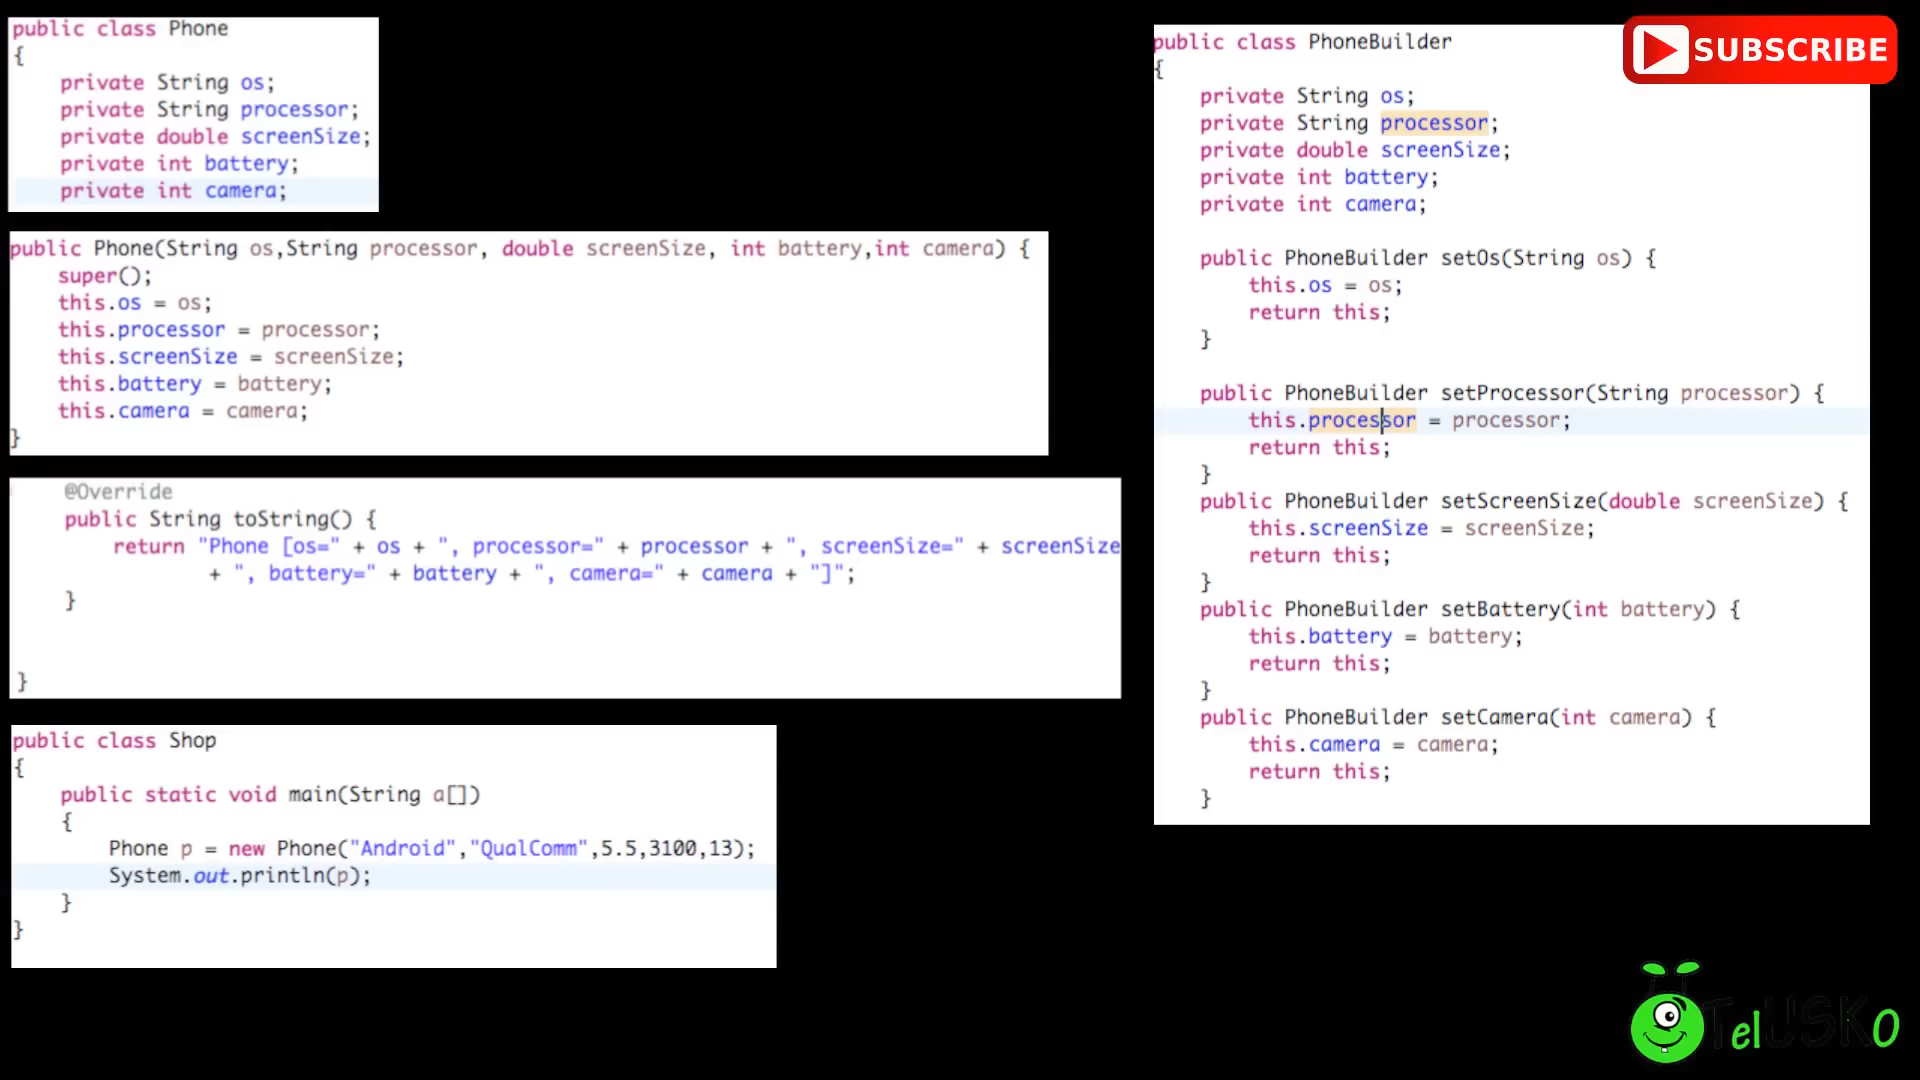 public class Phone
{
    private String os;
    private String processor;
    private double screenSize;
    private int battery;
    private int camera;
public Phone(String os,String processor, double screenSize, int battery,int camera) {
    super();
    this.os = os;
    this.processor = processor;
    this.screenSize = screenSize;
    this.battery = battery;
    this.camera = camera;
}
    @Override
    public String toString() {
        return "Phone [os=" + os + ", processor=" + processor + ", screenSize=" + screenSize
                + ", battery=" + battery + ", camera=" + camera + "]";
    }
}
public class Shop
{
    public static void main(String a[])
    {
        Phone p = new Phone("Android","QualComm",5.5,3100,13);
        System.out.println(p);
    }
}
public class PhoneBuilder
{
    private String os;
    private String processor;
    private double screenSize;
    private int battery;
    private int camera;
    public PhoneBuilder setOs(String os) {
        this.os = os;
        return this;
    }
    public PhoneBuilder setProcessor(String processor) {
        this.processor = processor;
        return this;
    }
    public PhoneBuilder setScreenSize(double screenSize) {
        this.screenSize = screenSize;
        return this;
    }
    public PhoneBuilder setBattery(int battery) {
        this.battery = battery;
        return this;
    }
    public PhoneBuilder setCamera(int camera) {
        this.camera = camera;
        return this;
    }
SUBSCRIBE
TelUSKO